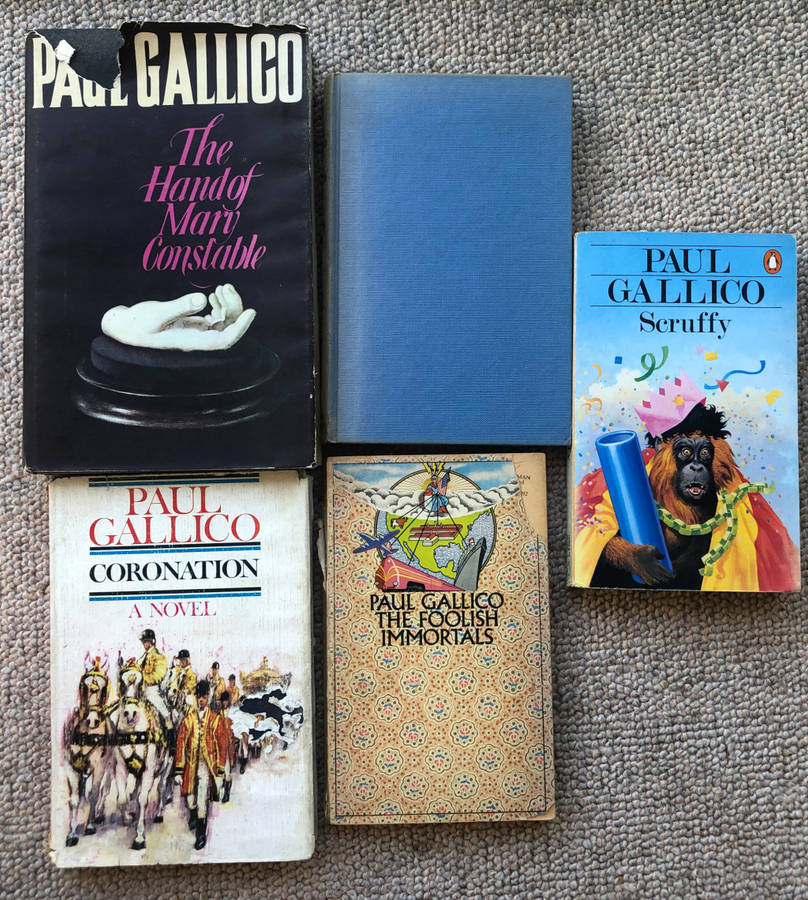 PAUL GALLICO
The
Hand of
Mary
Constable
PAUL
GALLICO
Scruffy
PAUL
GALLICO
CORONATION
A NOVEL
PAUL GALLICO
THE FOOLISH
IMMORTALS